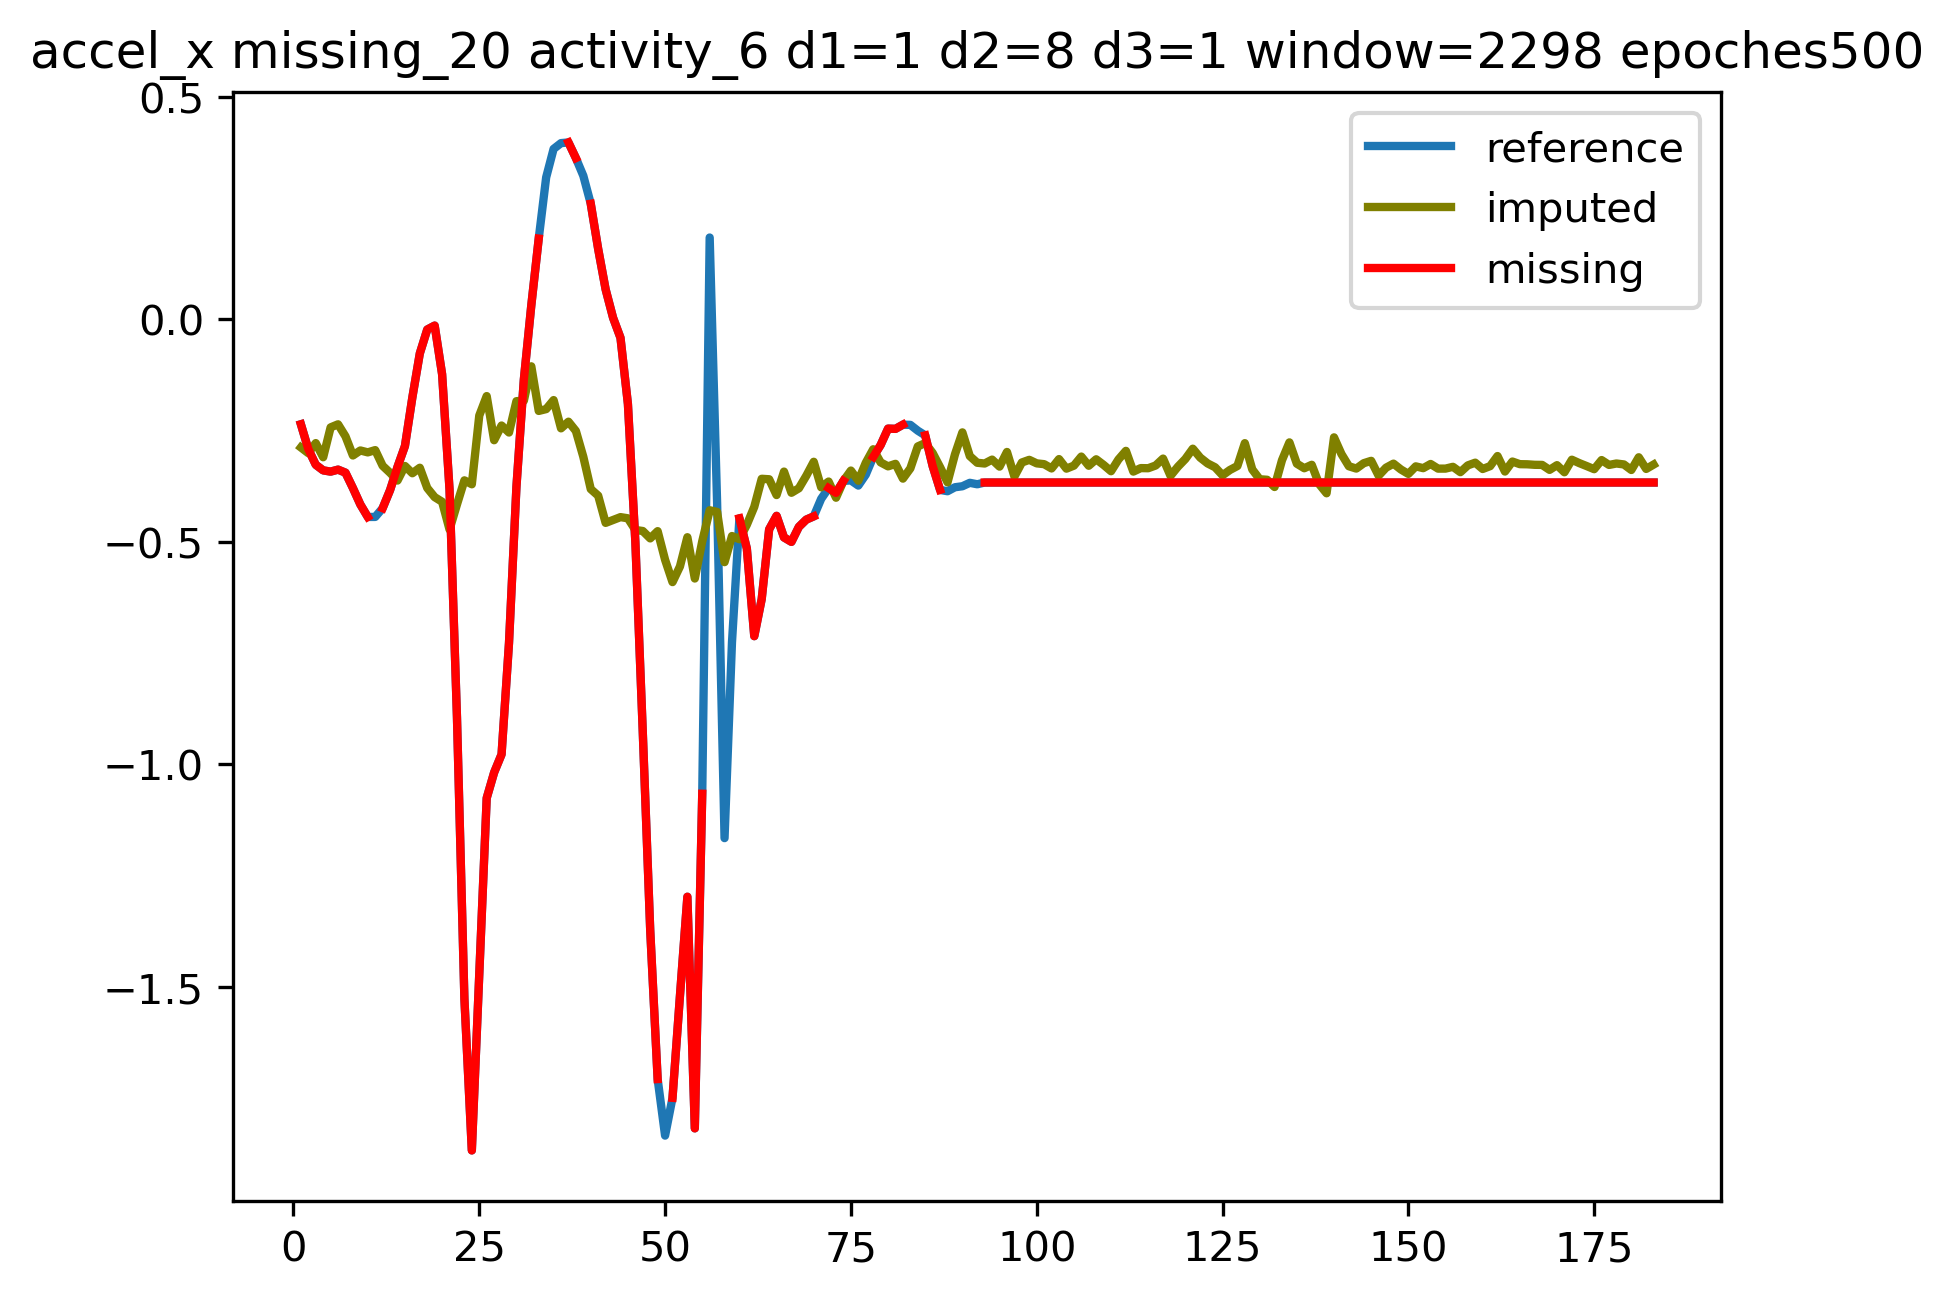 accel_x missing_20 activity_6 d1=1 d2=8 d3=1 window=2298 epoches500
0.5
0.0
−0.5
−1.0
−1.5
reference
imputed
missing
0 25 50 75 100 125 150 175